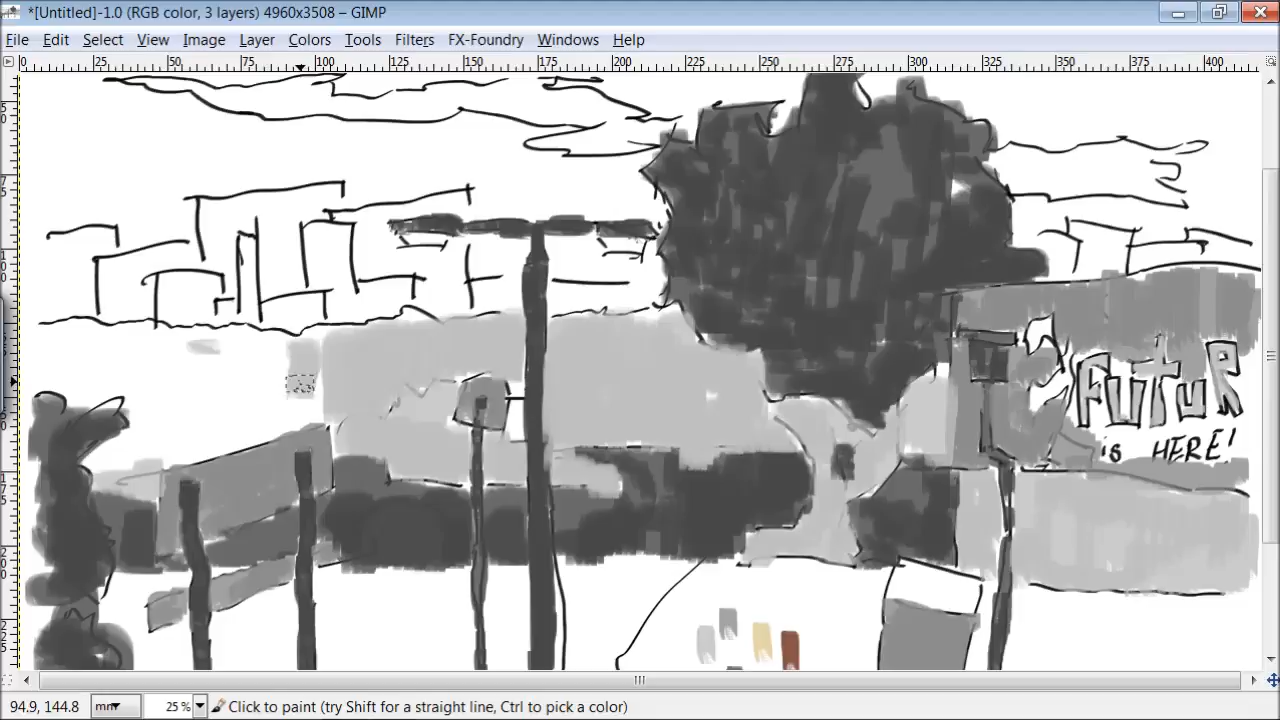 *[Untitled]-1.0 (RGB color, 3 layers) 4960x3508 – GIMP
File Edit Select View Image Layer Colors Tools Filters FX-Foundry Windows Help
0 25 50 75 100 125 150 175 200 225 250 275 300 325 350 375 400
FUTUR
is HERE!
94.9, 144.8 mm 25 % Click to paint (try Shift for a straight line, Ctrl to pick a color)